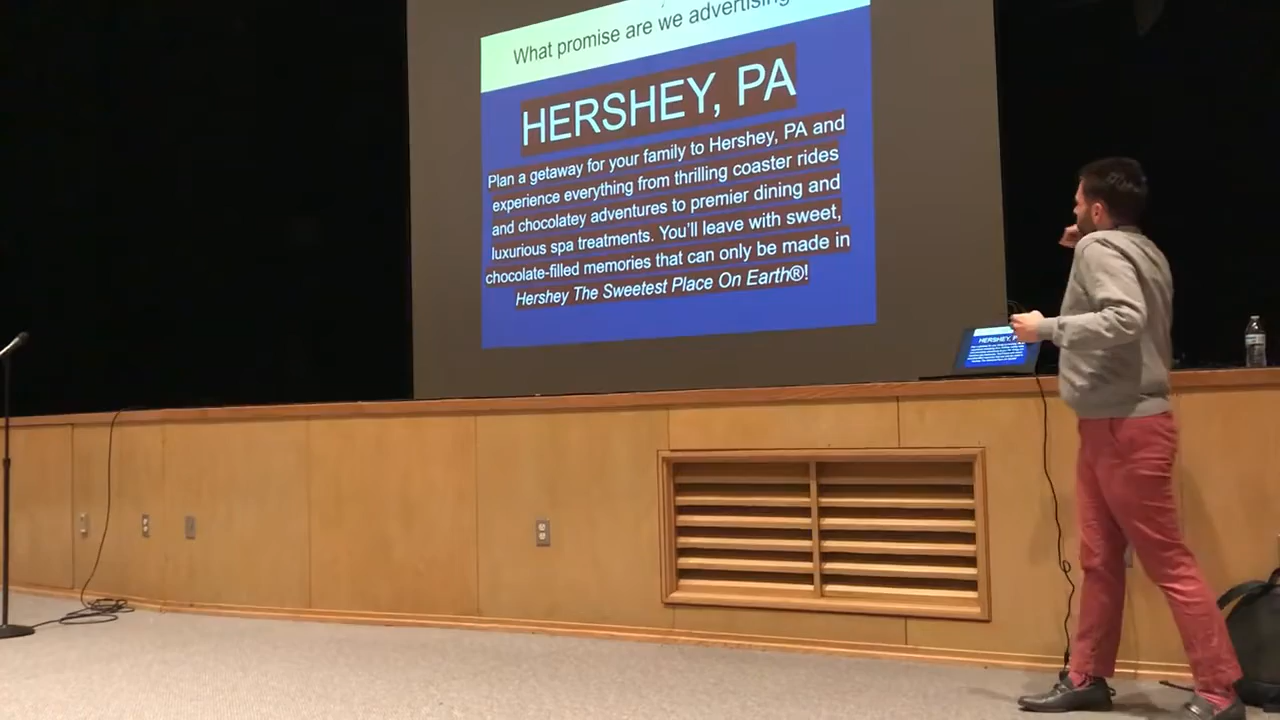 What promise are we advertising
HERSHEY, PA
Plan a getaway for your family to Hershey, PA and
experience everything from thrilling coaster rides
and chocolatey adventures to premier dining and
luxurious spa treatments. You'll leave with sweet,
chocolate-filled memories that can only be made in
Hershey The Sweetest Place On Earth®!
HERSHEY, P